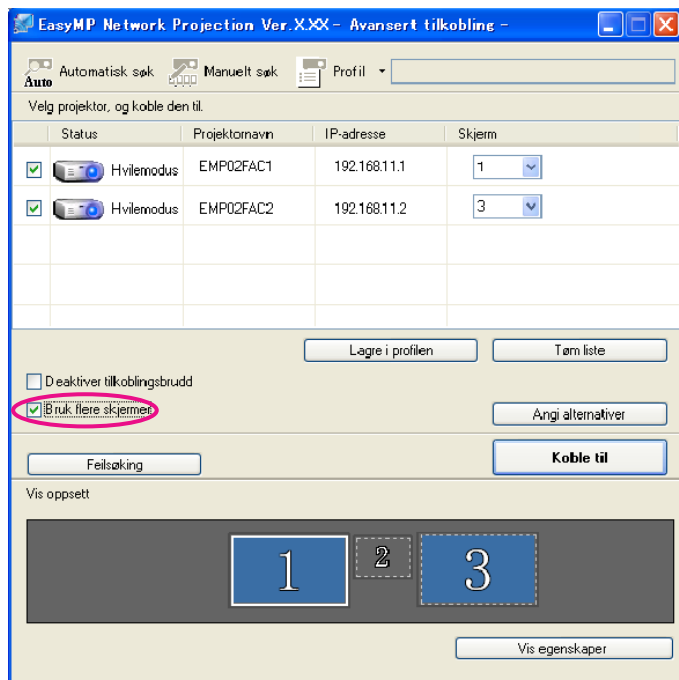 EasyMP Network Projection Ver.X.XX - Avansert tilkobling -
Auto Automatisk søk Manuelt søk Profil
Velg projektor, og koble den til.
Status Projektornavn IP-adresse Skjerm
Hvilemodus EMP02FAC1 192.168.11.1 1
Hvilemodus EMP02FAC2 192.168.11.2 3
Lagre i profilen Tøm liste
Deaktiver tilkoblingsbrudd
Bruk flere skjermer
Angi alternativer
Feilsøking Koble til
Vis oppsett
1 2 3
Vis egenskaper